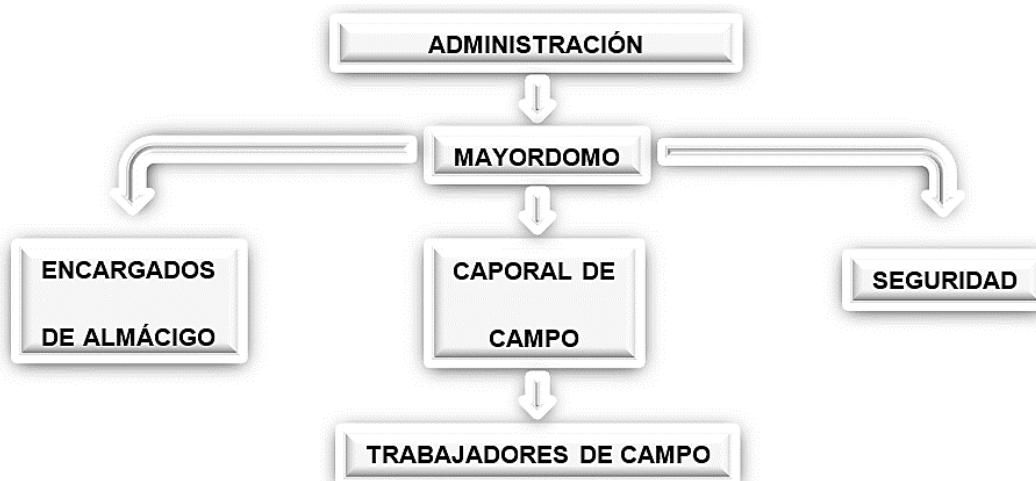 ADMINISTRACIÓN
MAYORDOMO
ENCARGADOS
DE ALMÁCIGO
CAPORAL DE
CAMPO
SEGURIDAD
TRABAJADORES DE CAMPO